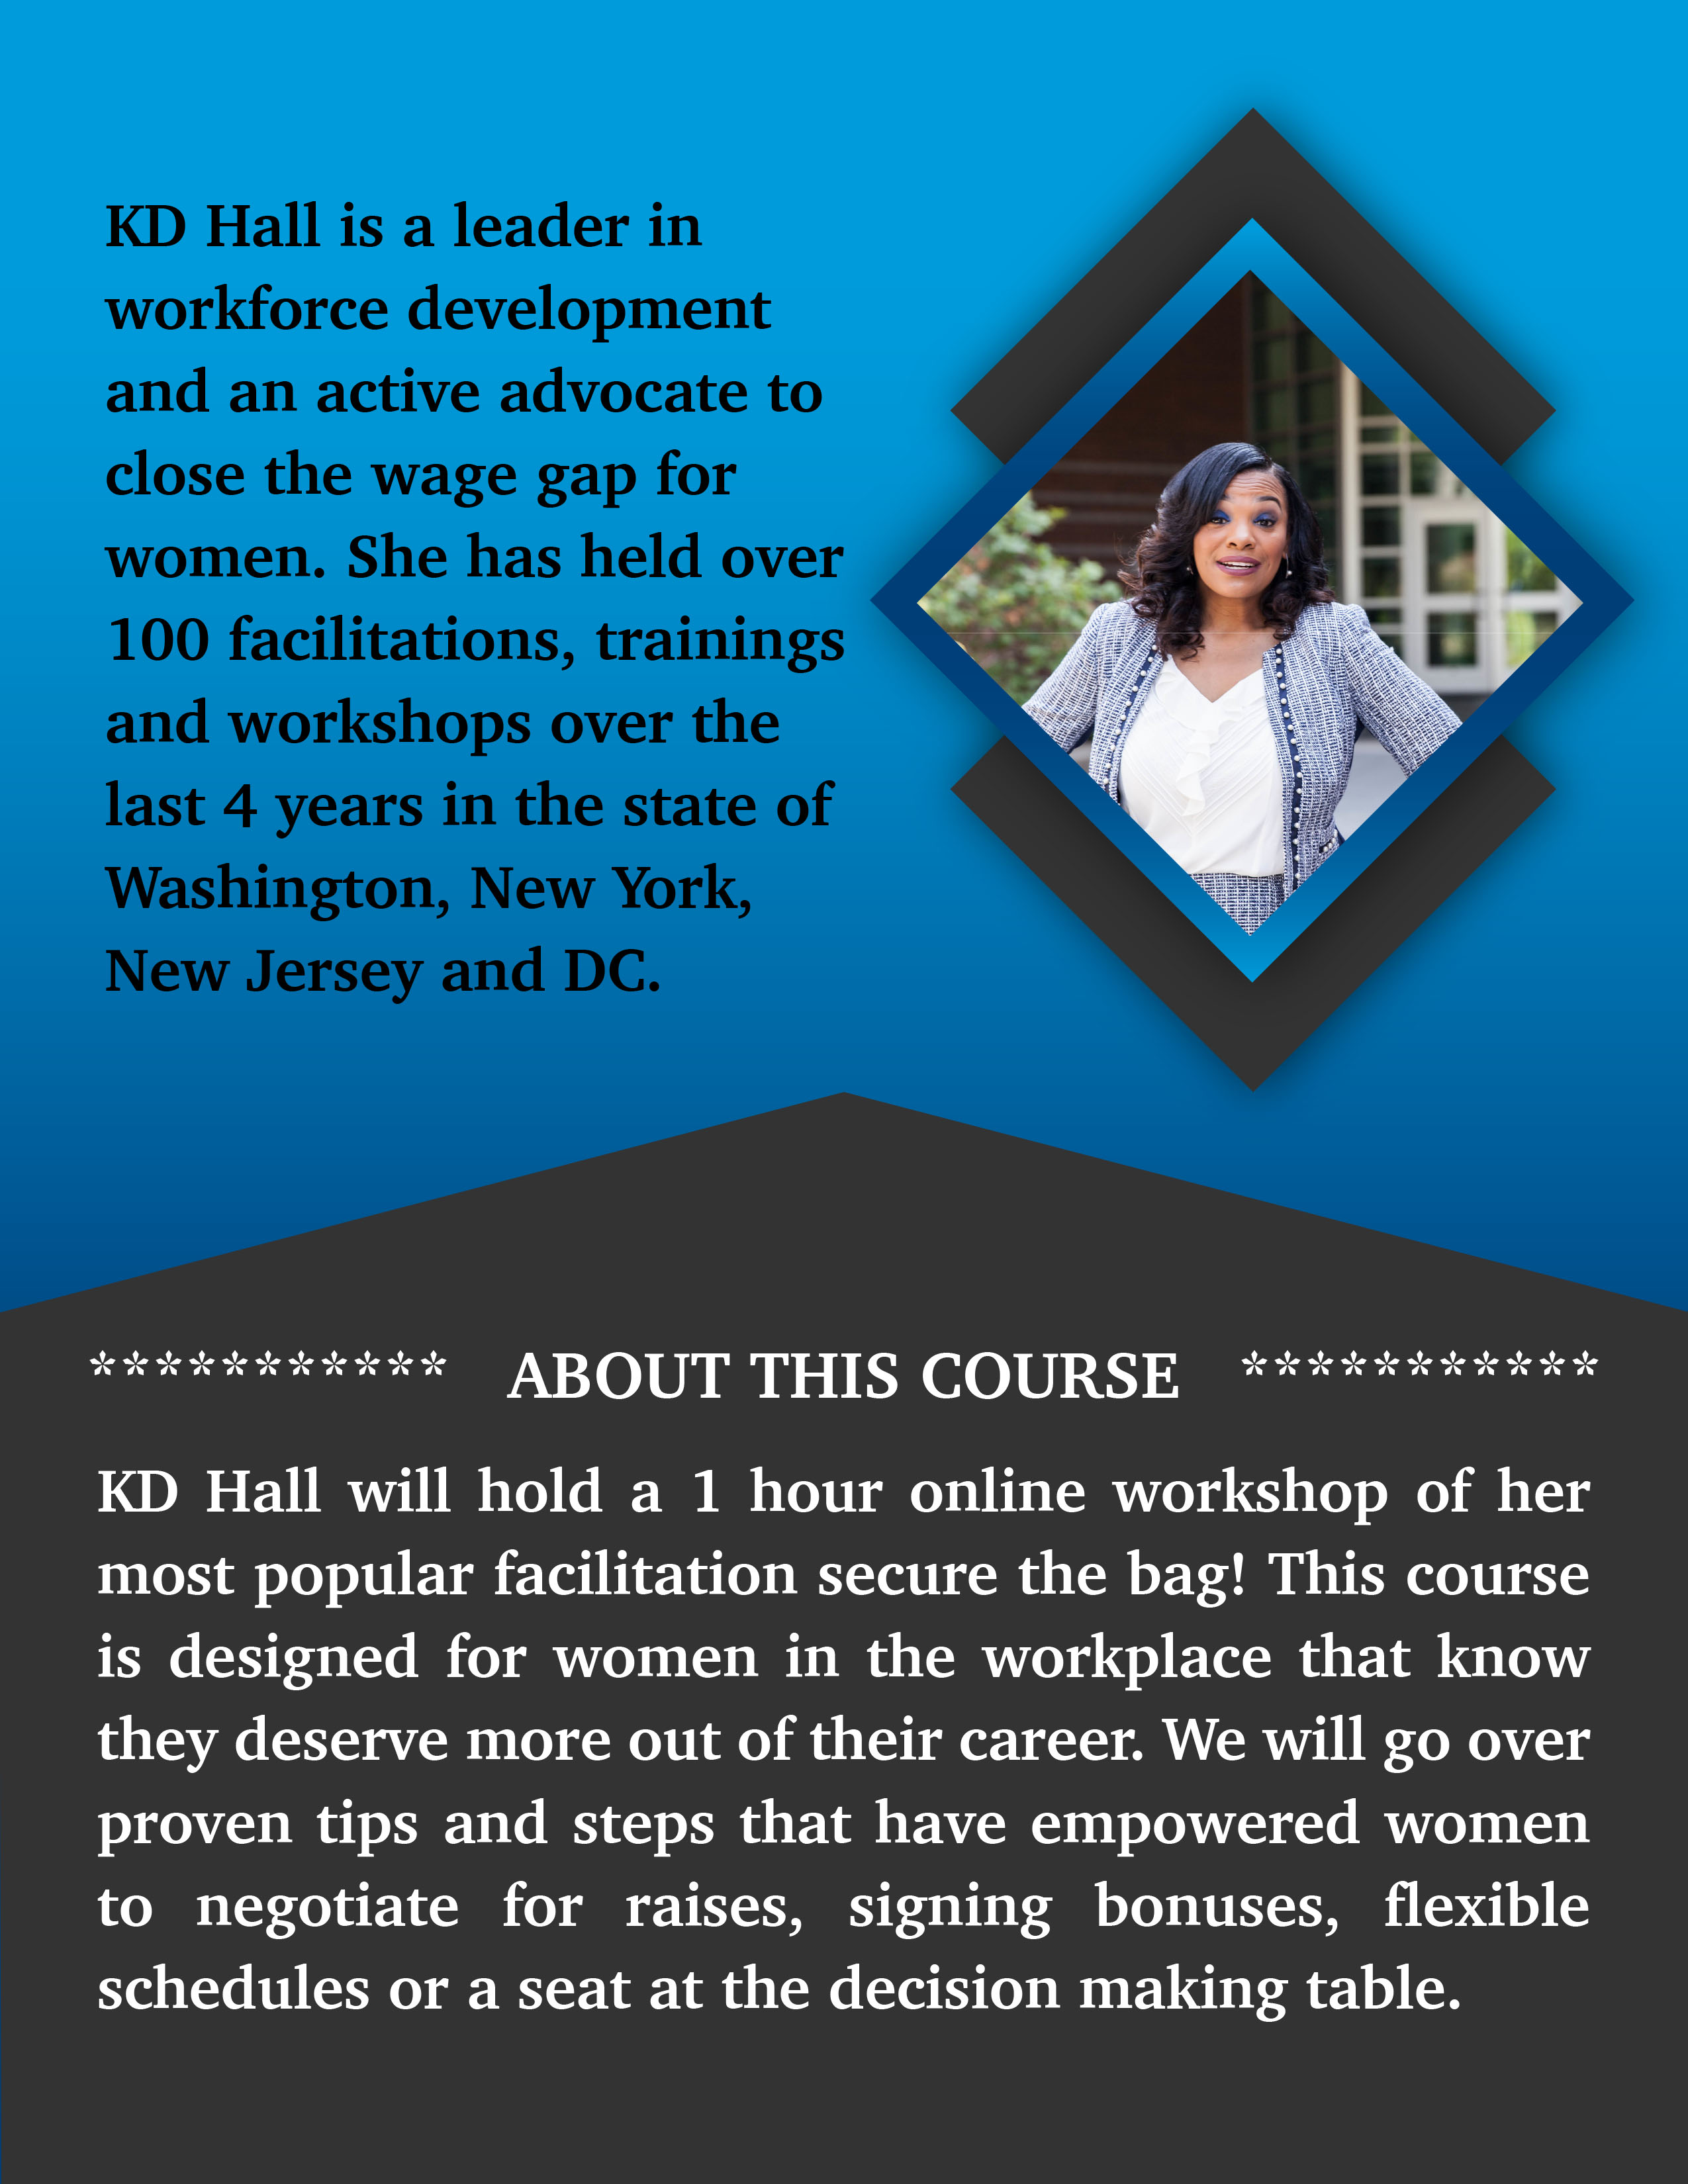 KD Hall is a leader in
workforce development
and an active advocate to
close the wage gap for
women. She has held over
100 facilitations, trainings
and workshops over the
last 4 years in the state of
Washington, New York,
New Jersey and DC.
*********** ABOUT THIS COURSE ***********
KD Hall will hold a 1 hour online workshop of her
most popular facilitation secure the bag! This course
is designed for women in the workplace that know
they deserve more out of their career. We will go over
proven tips and steps that have empowered women
to negotiate for raises, signing bonuses, flexible
schedules or a seat at the decision making table.